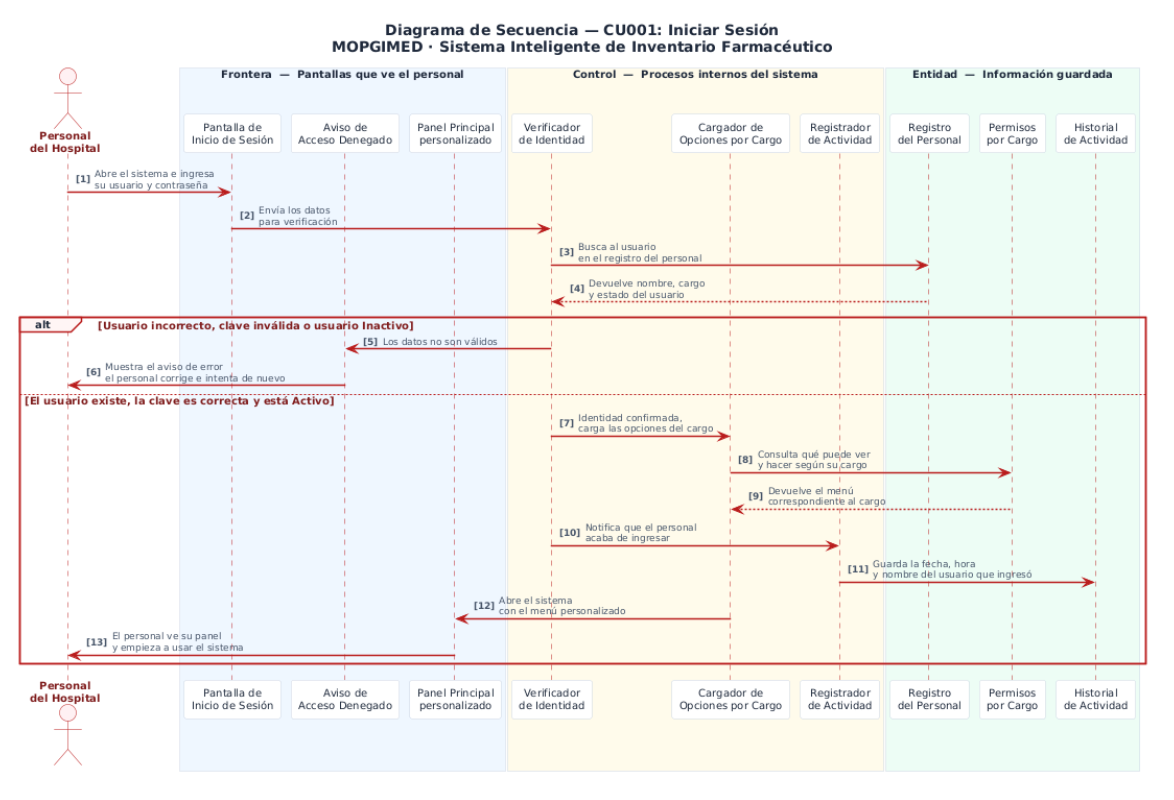 Diagrama de Secuencia — CU001: Iniciar Sesión
MOPGIMED · Sistema Inteligente de Inventario Farmacéutico
Frontera — Pantallas que ve el personal
Control — Procesos internos del sistema
Entidad — Información guardada
Personal
del Hospital
Pantalla de
Inicio de Sesión
Aviso de
Acceso Denegado
Panel Principal
personalizado
Verificador
de Identidad
Cargador de
Opciones por Cargo
Registrador
de Actividad
Registro
del Personal
Permisos
por Cargo
Historial
de Actividad
[1] Abre el sistema e ingresa
su usuario y contraseña
[2] Envía los datos
para verificación
[3] Busca al usuario
en el registro del personal
[4] Devuelve nombre, cargo
y estado del usuario
alt [Usuario incorrecto, clave inválida o usuario Inactivo]
[5] Los datos no son válidos
[6] Muestra el aviso de error
el personal corrige e intenta de nuevo
[El usuario existe, la clave es correcta y está Activo]
[7] Identidad confirmada,
carga las opciones del cargo
[8] Consulta qué puede ver
y hacer según su cargo
[9] Devuelve el menú
correspondiente al cargo
[10] Notifica que el personal
acaba de ingresar
[11] Guarda la fecha, hora
y nombre del usuario que ingresó
[12] Abre el sistema
con el menú personalizado
[13] El personal ve su panel
y empieza a usar el sistema
Personal
del Hospital
Pantalla de
Inicio de Sesión
Aviso de
Acceso Denegado
Panel Principal
personalizado
Verificador
de Identidad
Cargador de
Opciones por Cargo
Registrador
de Actividad
Registro
del Personal
Permisos
por Cargo
Historial
de Actividad